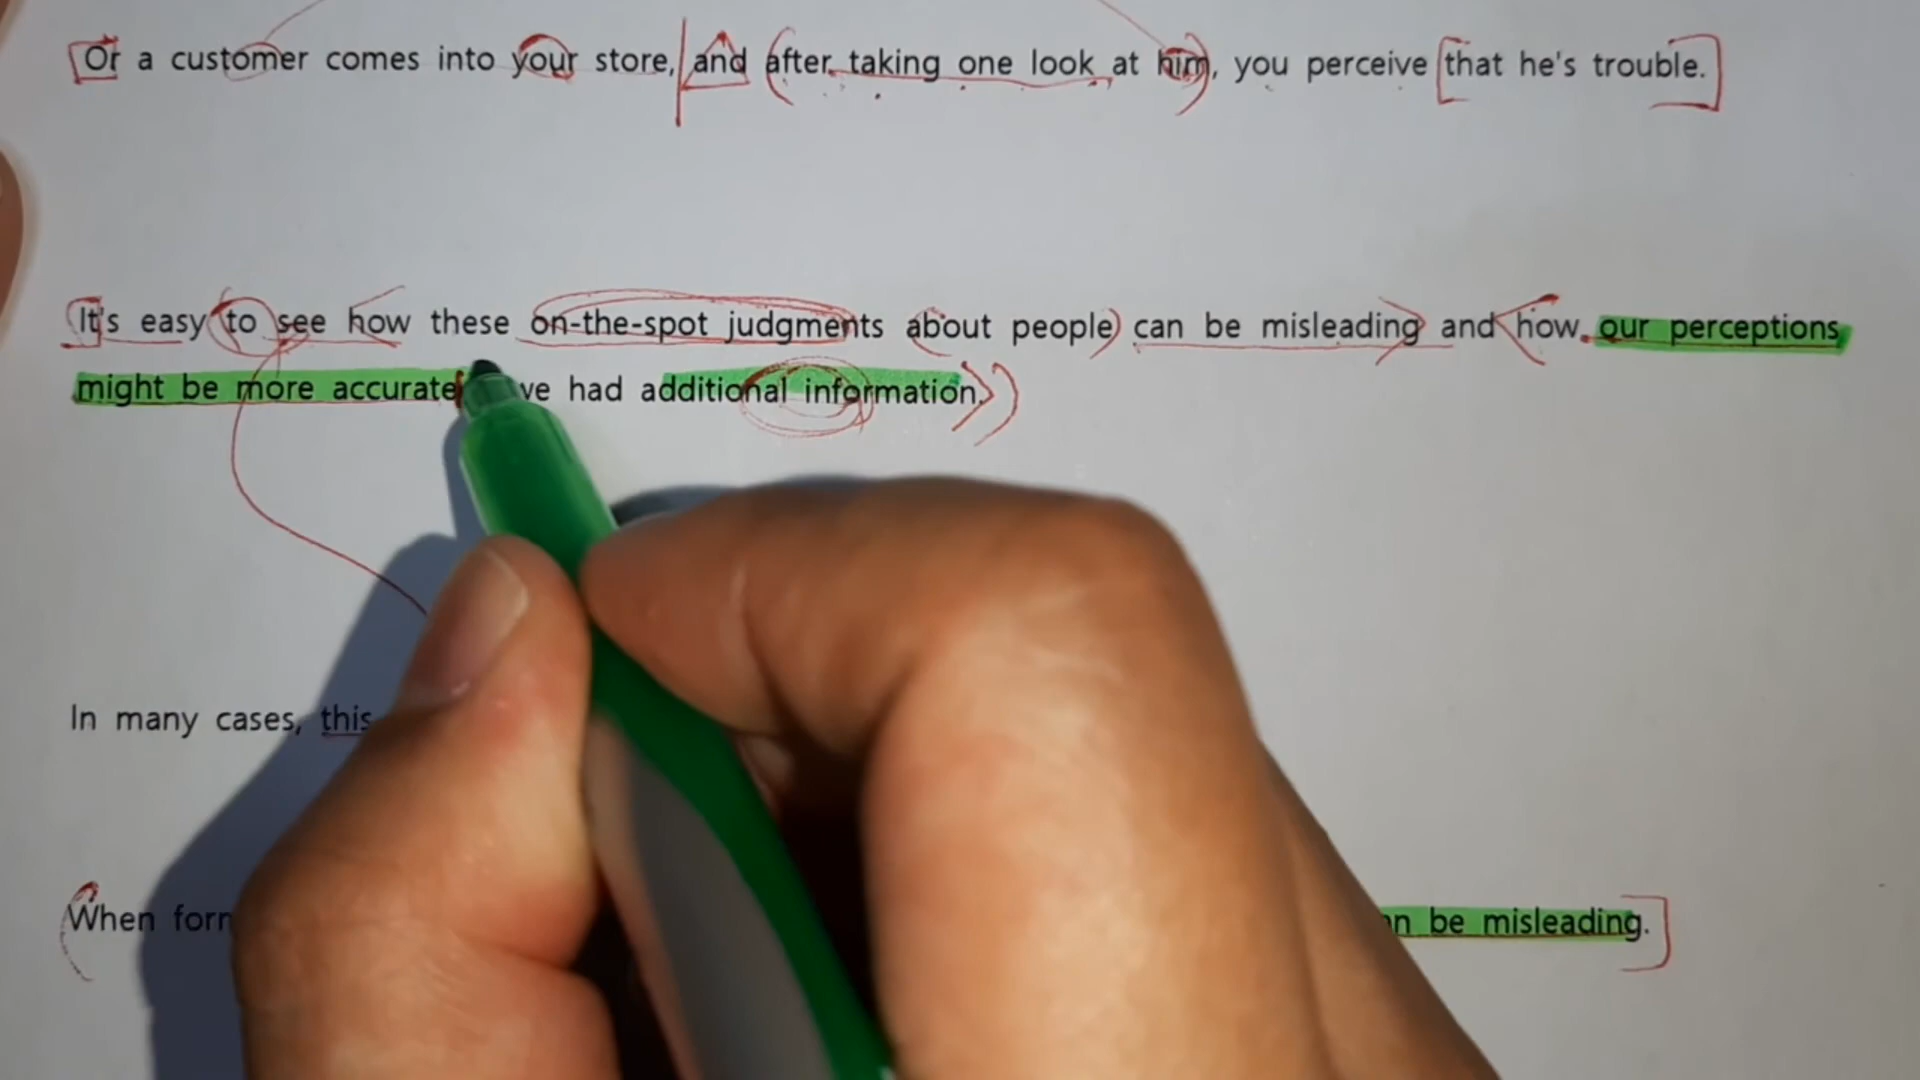 Or a customer comes into your store, and after taking one look at him, you perceive that he's trouble.
It's easy to see how these on-the-spot judgments about people can be misleading and how our perceptions
might be more accurate had additional information.
In many cases, this
When be misleading.